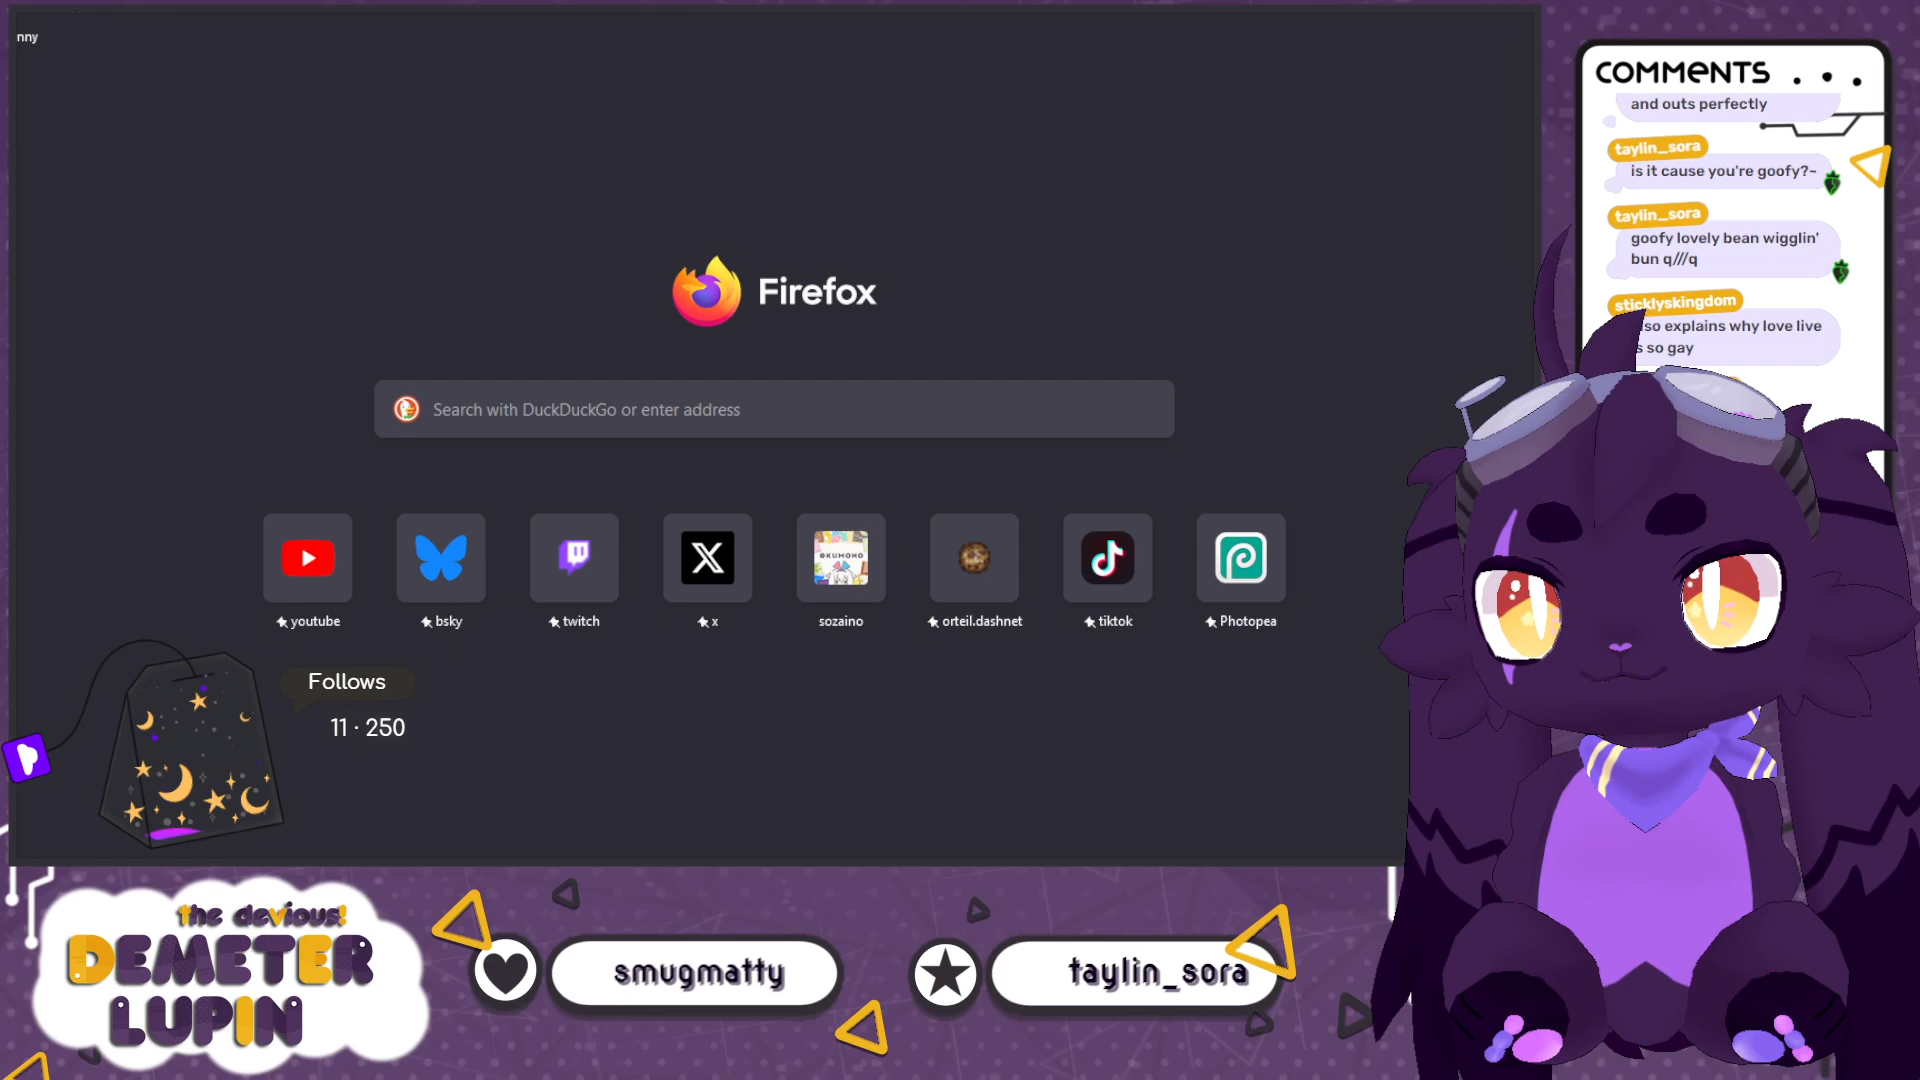 nny
Firefox
Search with DuckDuckGo or enter address
OKUMONO
youtube
bsky
twitch
x
sozaino
orteil.dashnet
tiktok
Photopea
Follows
11 · 250
COMMENTS . . .
and outs perfectly
taylin_sora
is it cause you're goofy?~
taylin_sora
goofy lovely bean wigglin'
bun q///q
sticklyskingdom
so explains why love live
s so gay
the devious!
DEMETER
LUPIN
smugmatty
taylin_sora